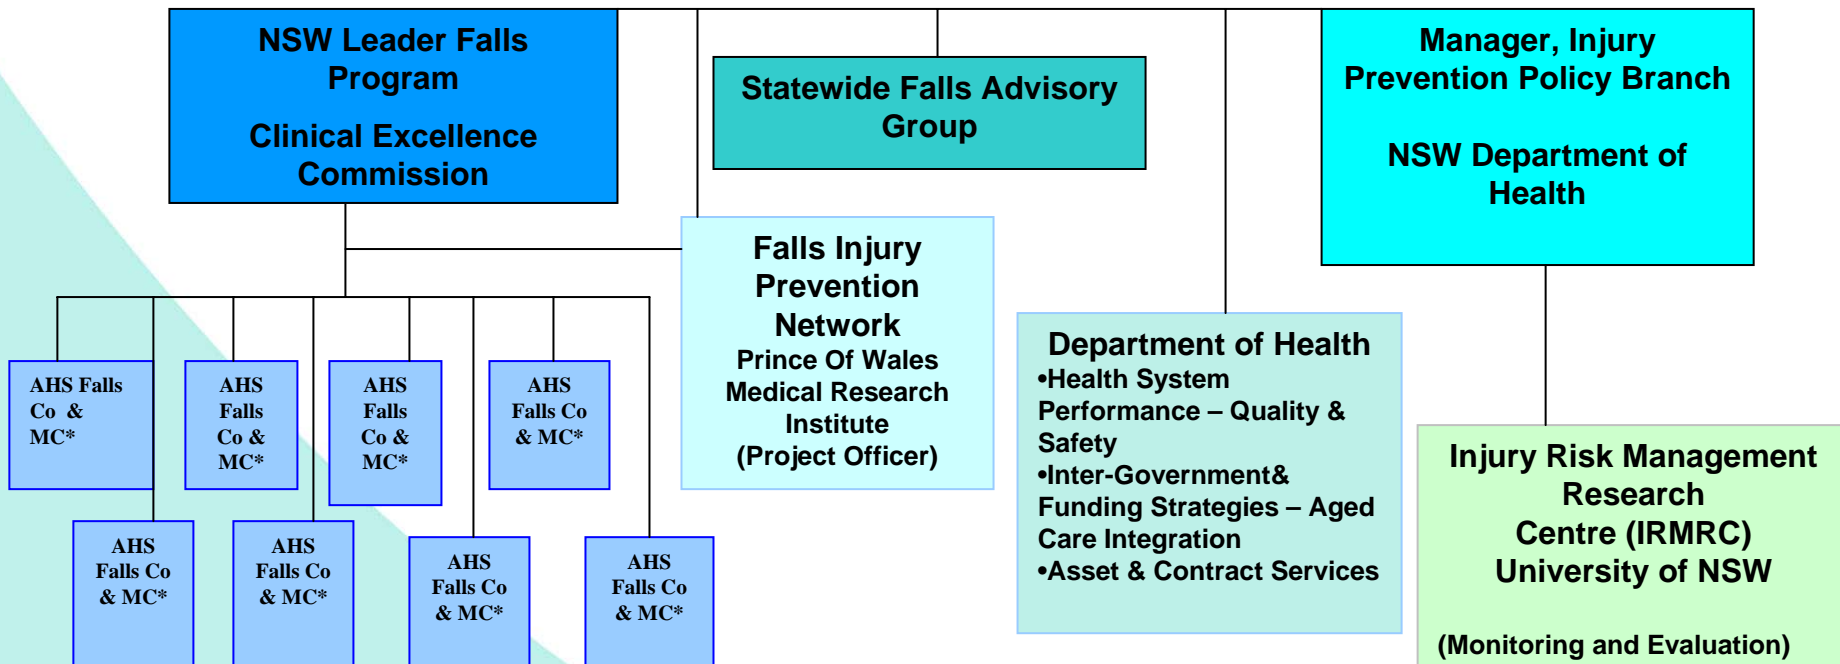 NSW Leader Falls
Program
Clinical Excellence
Commission
Statewide Falls Advisory
Group
Manager, Injury
Prevention Policy Branch
NSW Department of
Health
Falls Injury
Prevention
Network
Prince Of Wales
Medical Research
Institute
(Project Officer)
Department of Health
•Health System
Performance – Quality &
Safety
•Inter-Government&
Funding Strategies – Aged
Care Integration
•Asset & Contract Services
Injury Risk Management
Research
Centre (IRMRC)
University of NSW
(Monitoring and Evaluation)
AHS Falls
Co &
MC*
AHS
Falls
Co &
MC*
AHS
Falls
Co &
MC*
AHS
Falls Co
& MC*
AHS
Falls Co
& MC*
AHS
Falls Co
& MC*
AHS
Falls Co
& MC*
AHS
Falls Co
& MC*